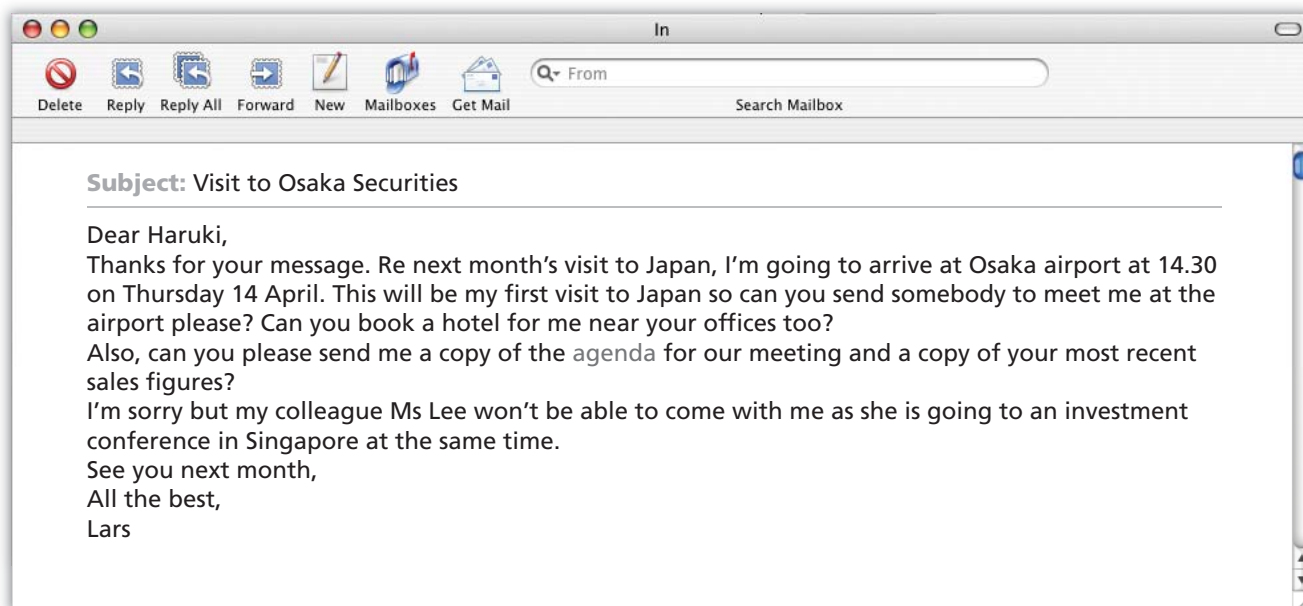 In
From
Delete Reply Reply All Forward New Mailboxes Get Mail Search Mailbox
Subject: Visit to Osaka Securities
Dear Haruki,
Thanks for your message. Re next month’s visit to Japan, I’m going to arrive at Osaka airport at 14.30
on Thursday 14 April. This will be my first visit to Japan so can you send somebody to meet me at the
airport please? Can you book a hotel for me near your offices too?
Also, can you please send me a copy of the agenda for our meeting and a copy of your most recent
sales figures?
I’m sorry but my colleague Ms Lee won’t be able to come with me as she is going to an investment
conference in Singapore at the same time.
See you next month,
All the best,
Lars